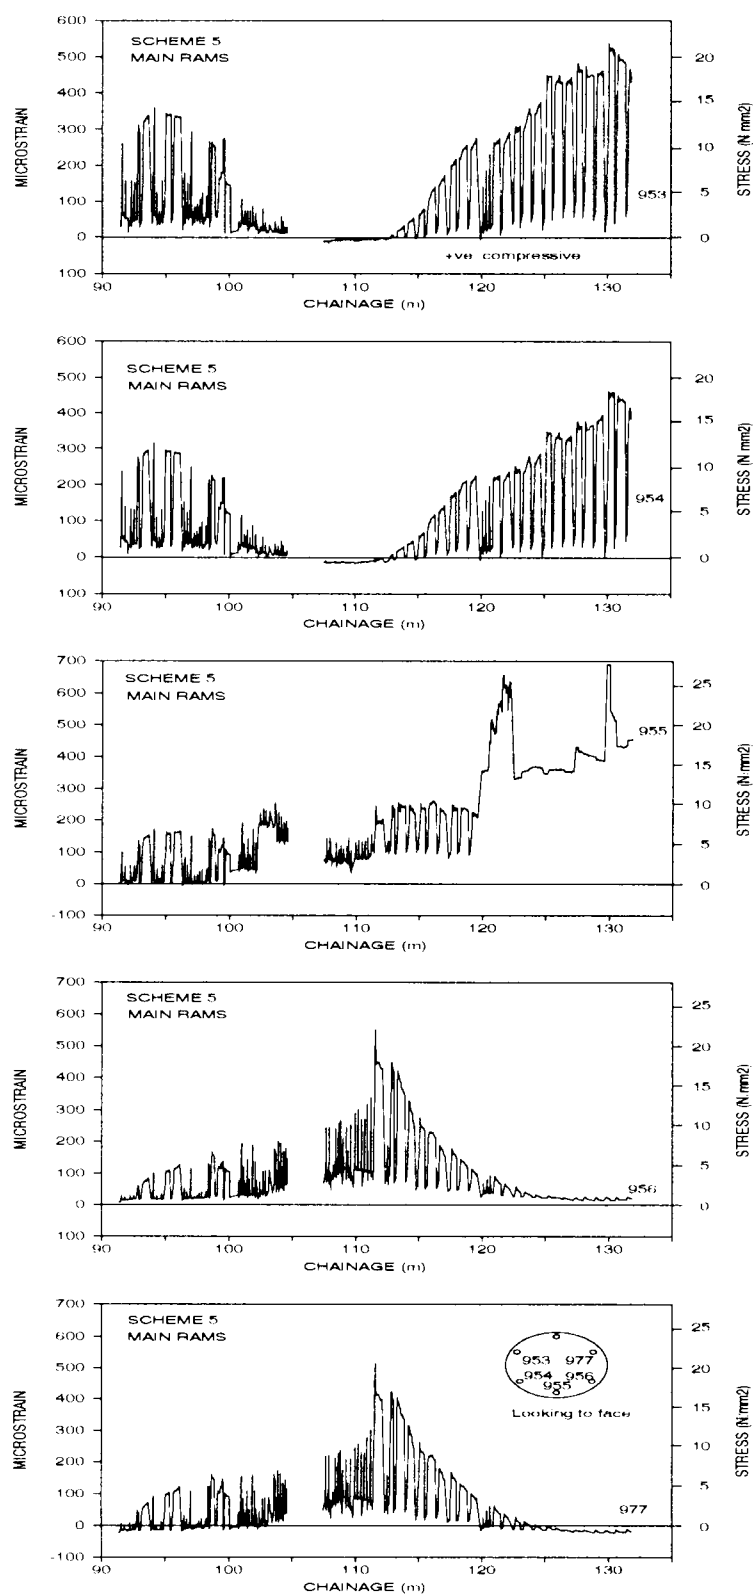 600
500
400
300
200
100
0
100
MICROSTRAIN
SCHEME 5
MAIN RAMS
20
15
10
5
0
STRESS (N mm2)
953
+ve compressive
90 100 110 120 130
CHAINAGE (m)
600
500
400
300
200
100
0
100
MICROSTRAIN
SCHEME 5
MAIN RAMS
20
15
10
5
0
STRESS (N mm2)
954
90 100 110 120 130
CHAINAGE (m)
700
600
500
400
300
200
100
0
-100
MICROSTRAIN
SCHEME 5
MAIN RAMS
25
20
15
10
5
0
STRESS (N:mm2)
955
90 100 110 120 130
CHAINAGE (m)
700
600
500
400
300
200
100
0
100
MICROSTRAIN
SCHEME 5
MAIN RAMS
25
20
15
10
5
0
STRESS (N:mm2)
956
90 100 110 120 130
CHAINAGE (m)
700
600
500
400
300
200
100
0
-100
MICROSTRAIN
SCHEME 5
MAIN RAMS
953 977
954 956
955
Looking to face
25
20
15
10
5
0
STRESS (N:mm2)
977
90 100 110 120 130
CHAINAGE (m)